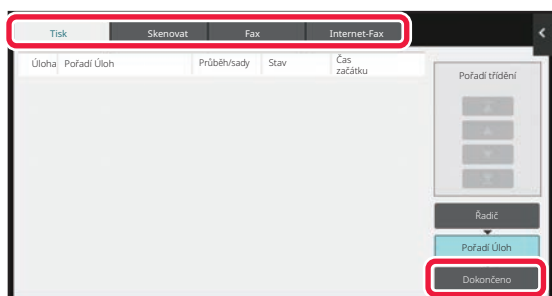 Tisk Skenovat Fax Internet-Fax
Úloha Pořadí Úloh Průběh/sady Stav Čas začátku
Pořadí třídění
Řadič
Pořadí Úloh
Dokončeno